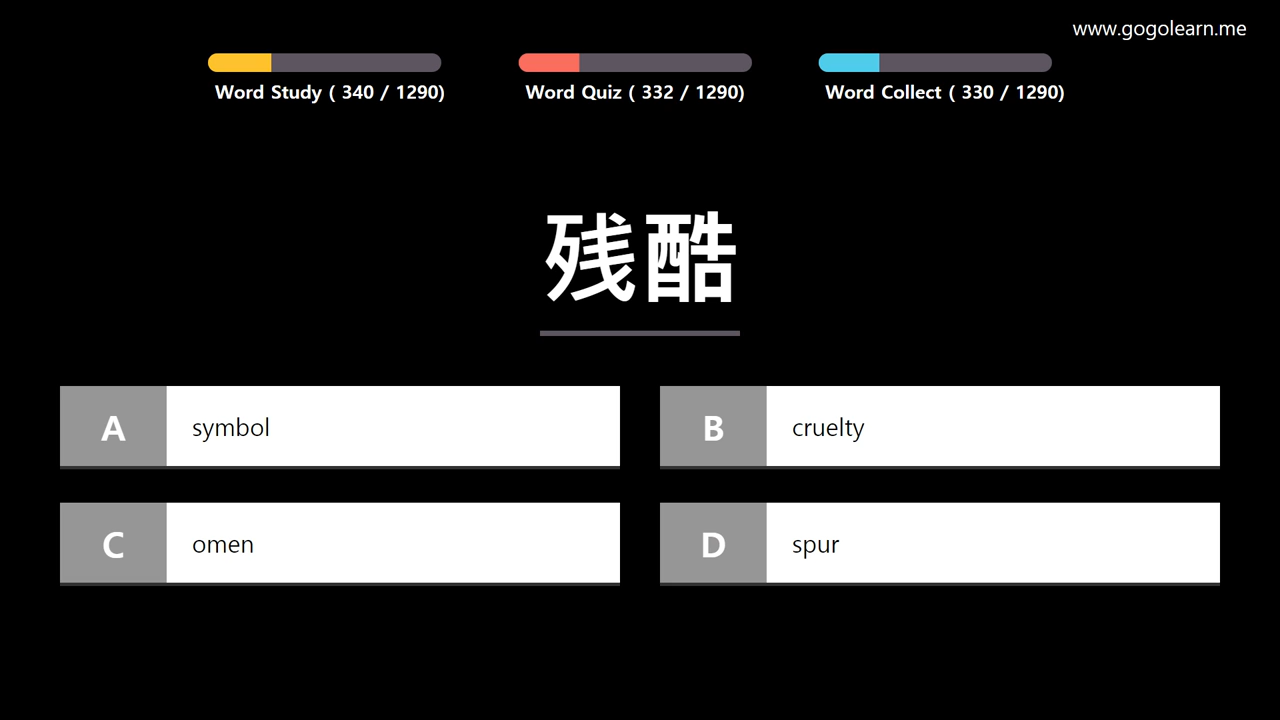 www.gogolearn.me
Word Study ( 340 / 1290)
Word Quiz ( 332 / 1290)
Word Collect ( 330 / 1290)
残酷
A symbol
B cruelty
C omen
D spur